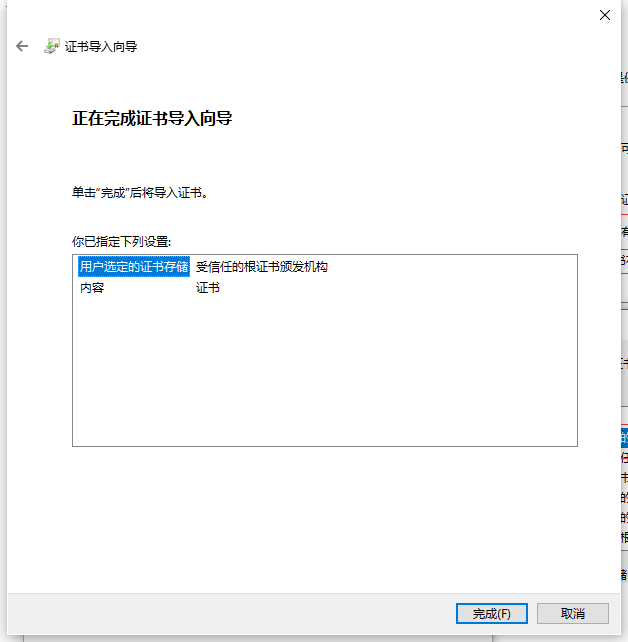 证书导入向导
正在完成证书导入向导
单击“完成”后将导入证书。
你已指定下列设置:
用户选定的证书存储 受信任的根证书颁发机构
内容 证书
完成(F) 取消